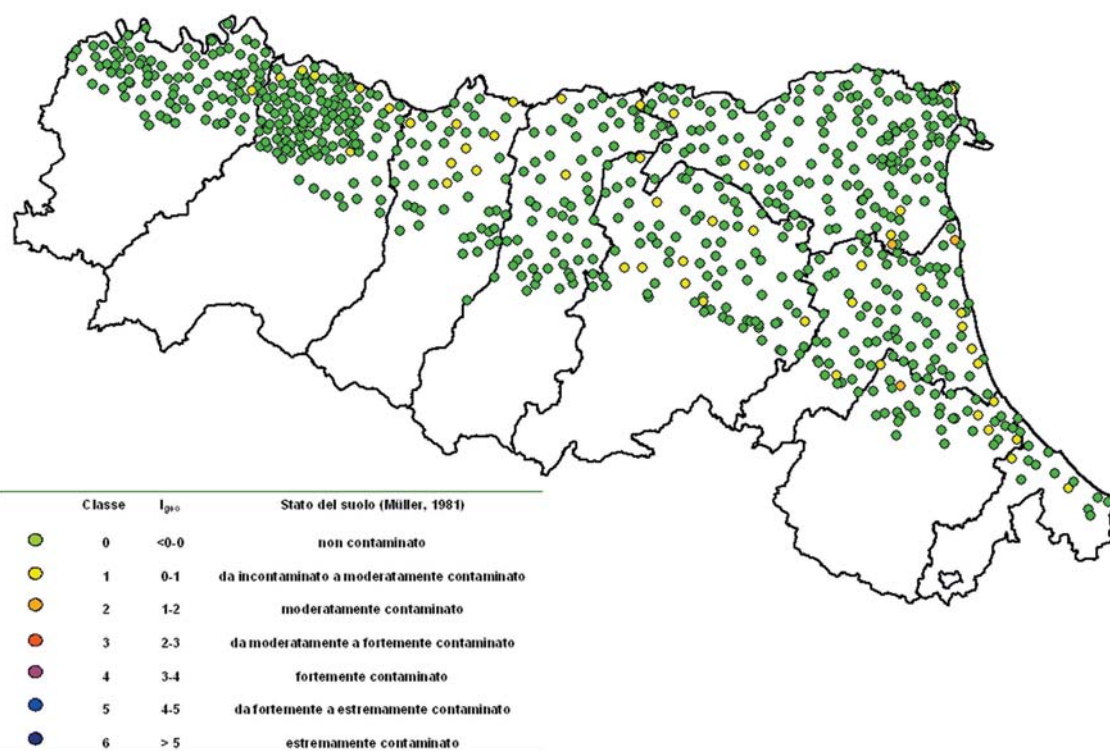 Classe Igeo Stato del suolo (Müller, 1981)
0 <0-0 non contaminato
1 0-1 da incontaminato a moderatamente contaminato
2 1-2 moderatamente contaminato
3 2-3 da moderatamente a fortemente contaminato
4 3-4 fortemente contaminato
5 4-5 da fortemente a estremamente contaminato
6 > 5 estremamente contaminato